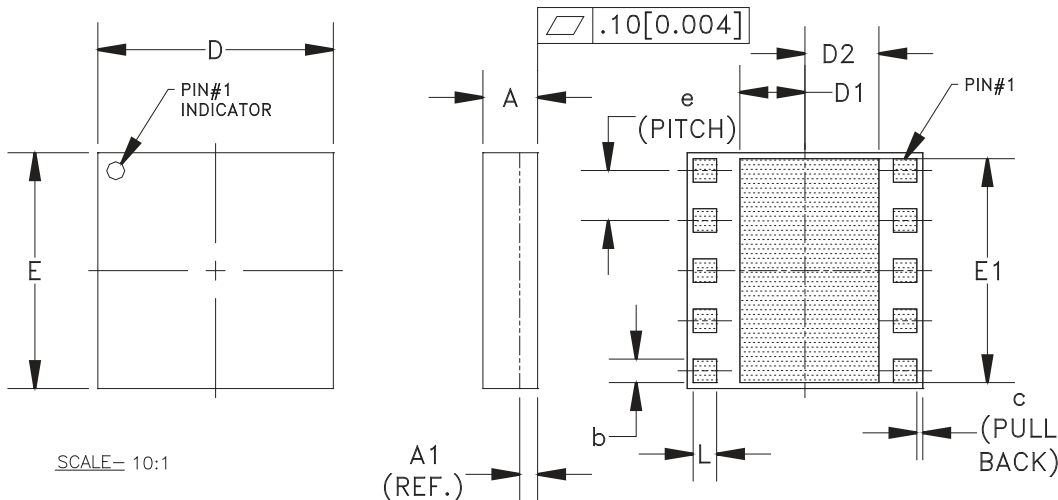 .10[0.004]
D
D2
PIN#1
INDICATOR
A
D1
PIN#1
e
(PITCH)
E
E1
b
L
c
(PULL
BACK)
A1
(REF.)
SCALE- 10:1